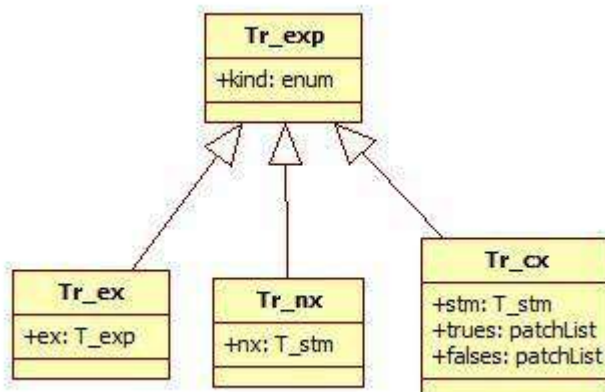 Tr_exp
+kind: enum
Tr_ex
+ex: T_exp
Tr_nx
+nx: T_stm
Tr_cx
+stm: T_stm
+trues: patchList
+falses: patchList